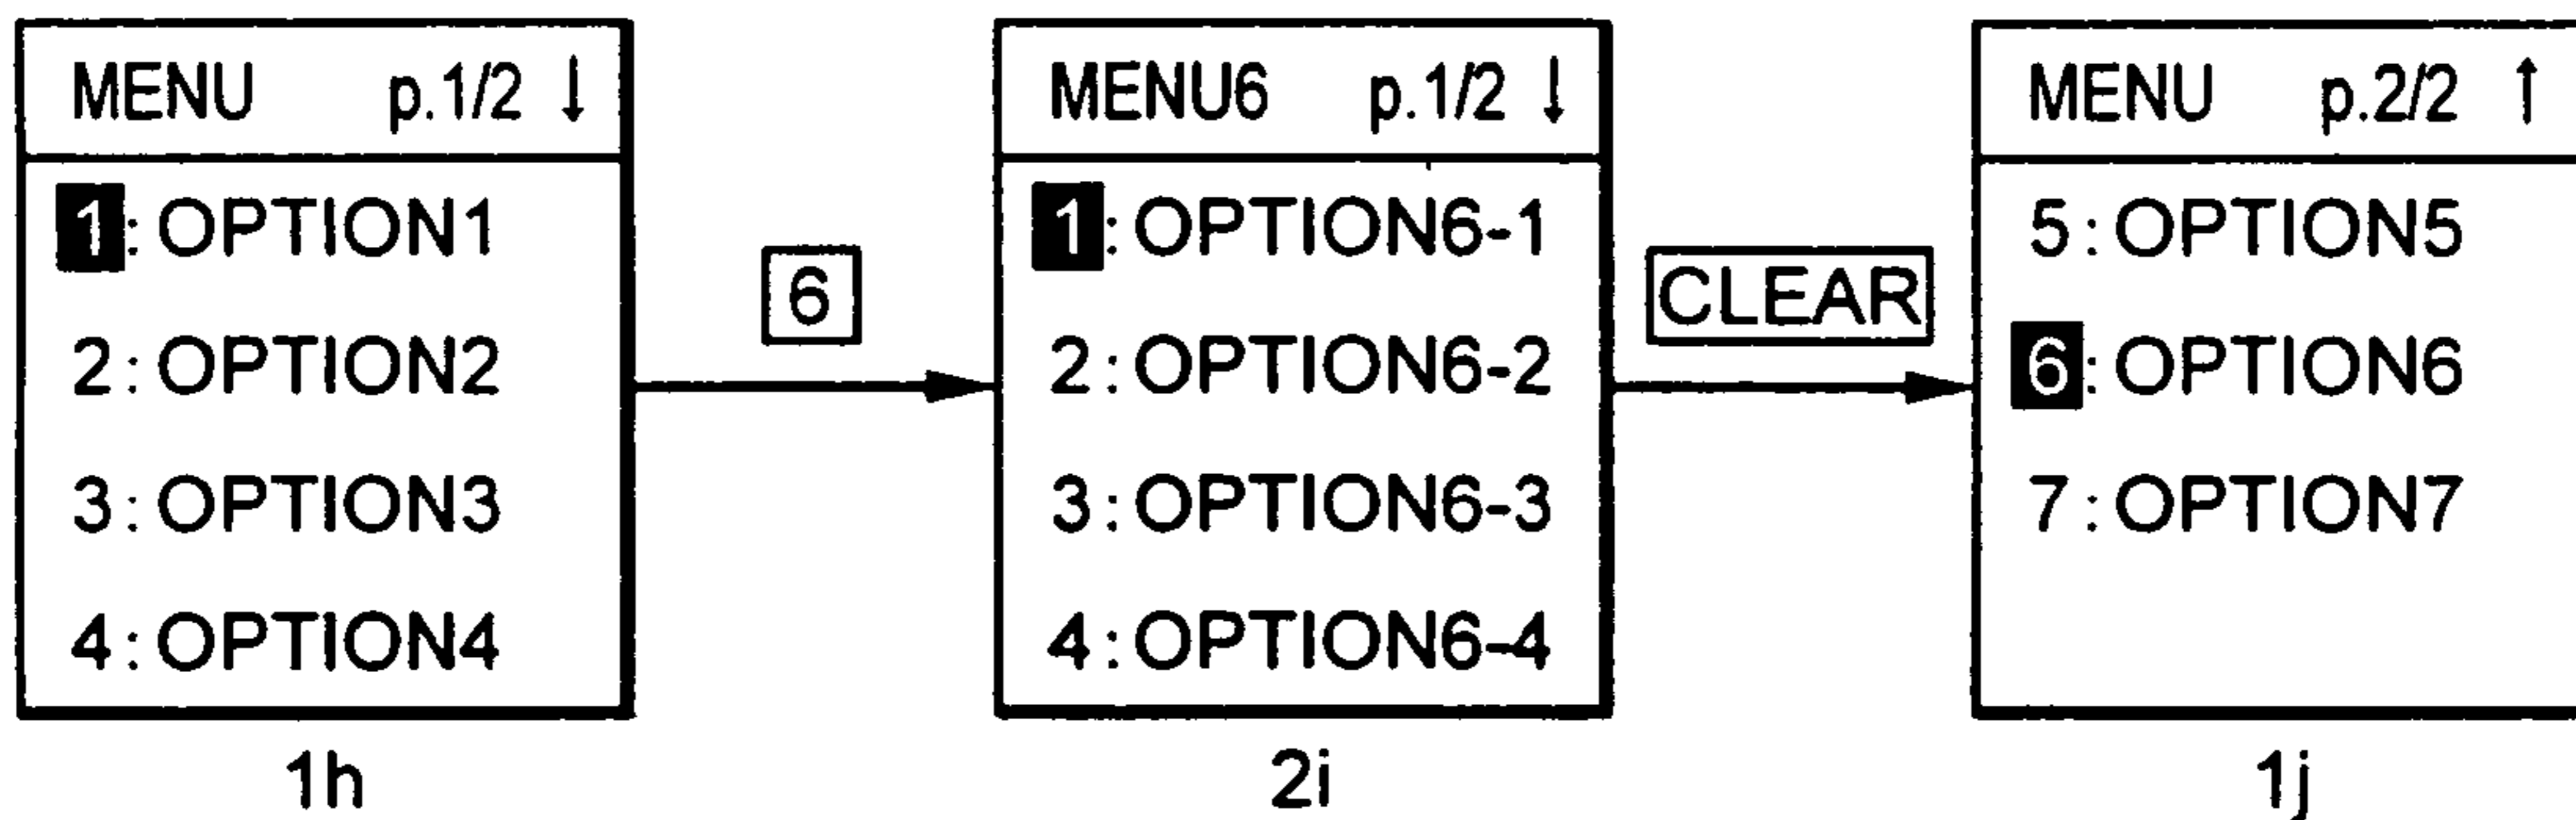 MENU p.1/2 ↓
1: OPTION1
2: OPTION2
3: OPTION3
4: OPTION4
1h
6
MENU6 p.1/2 ↓
1: OPTION6-1
2: OPTION6-2
3: OPTION6-3
4: OPTION6-4
2i
CLEAR
MENU p.2/2 ↑
5: OPTION5
6: OPTION6
7: OPTION7
1j